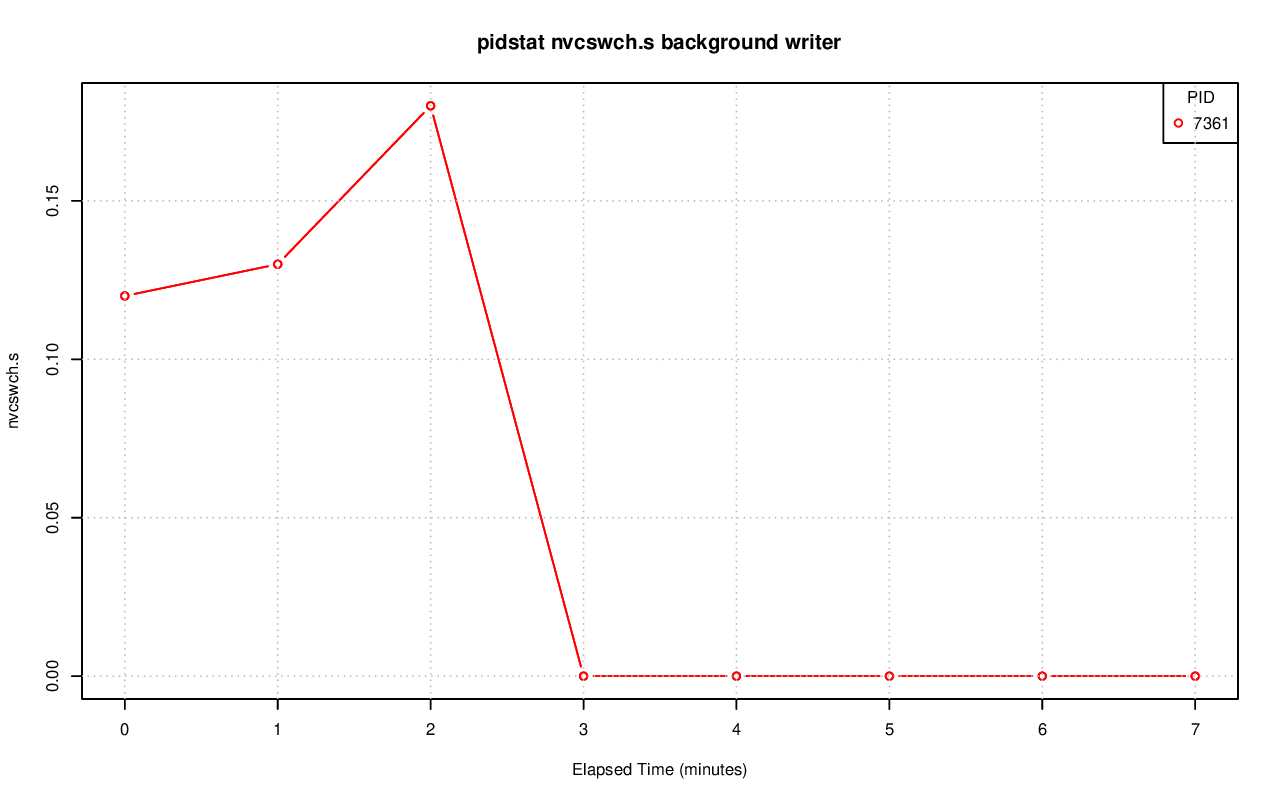 pidstat nvcswch.s background writer
PID
7361
nvcswch.s
0.15
0.10
0.05
0.00
0 1 2 3 4 5 6 7
Elapsed Time (minutes)